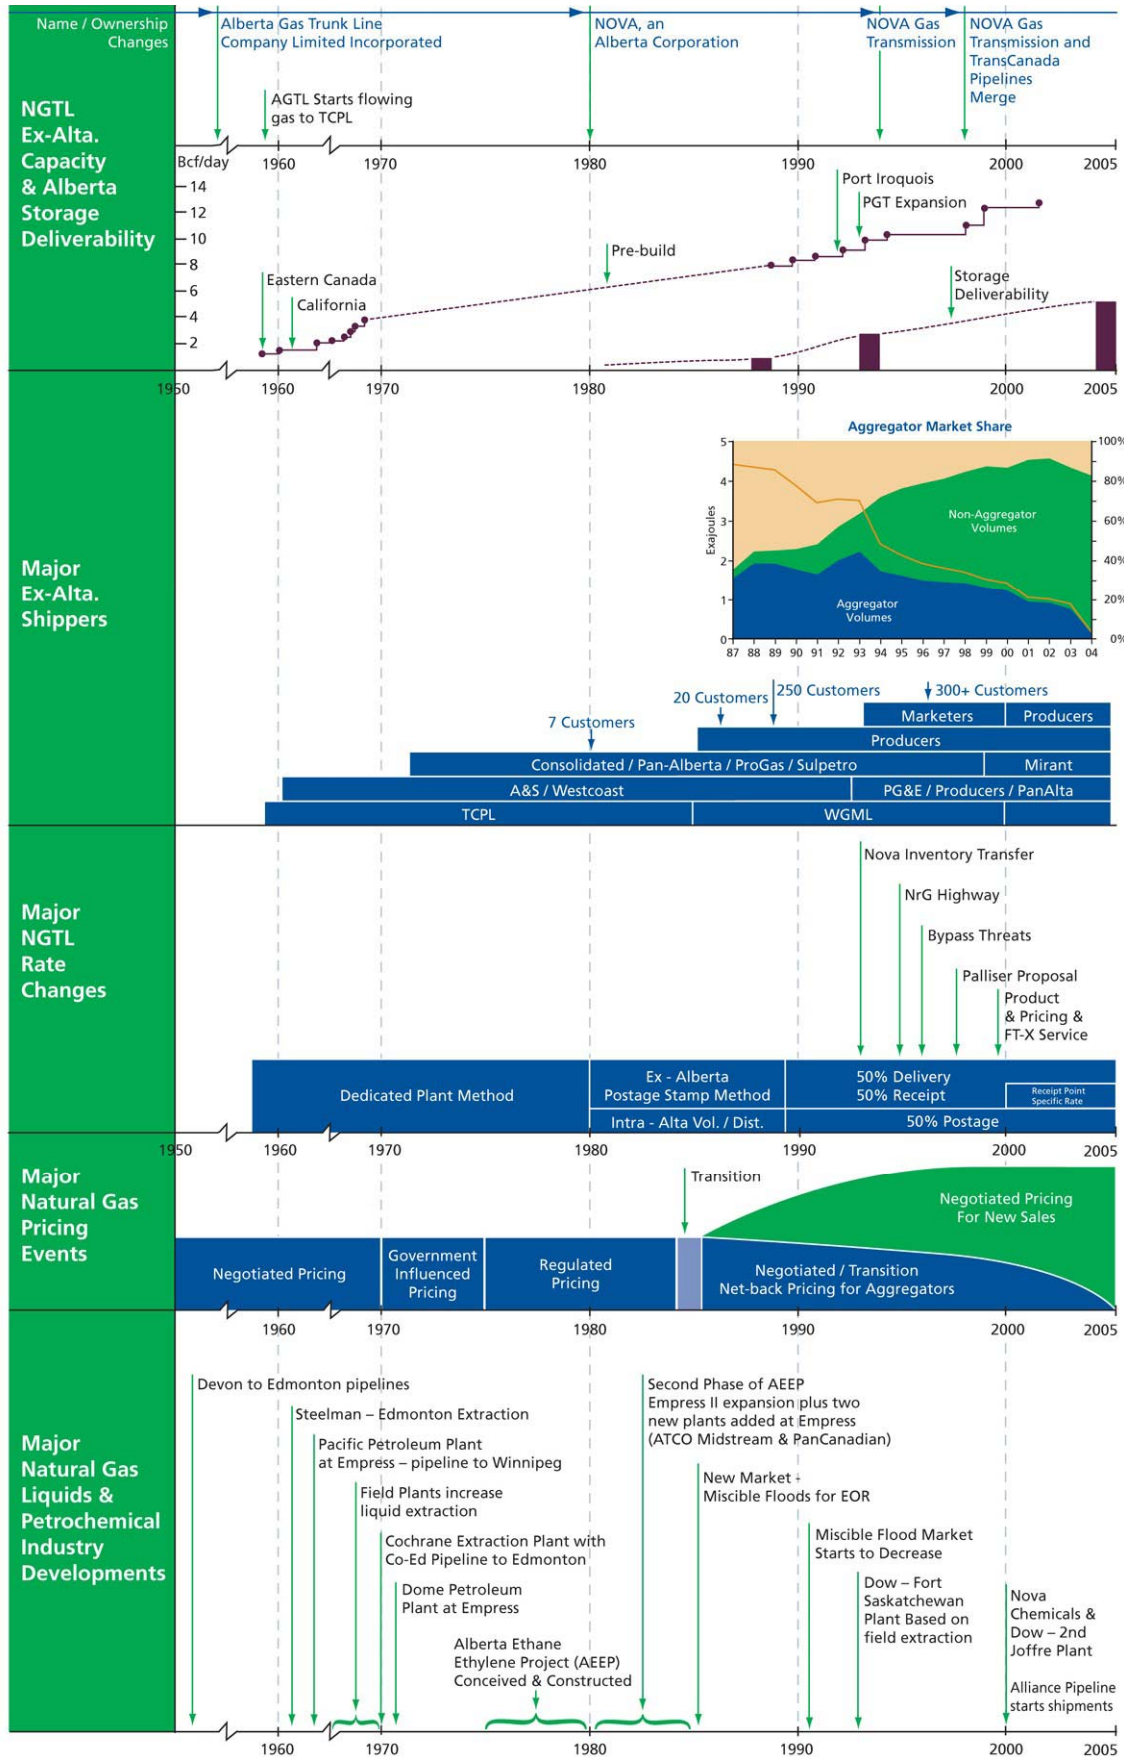 Name / Ownership
Changes
Alberta Gas Trunk Line
Company Limited Incorporated
NOVA, an
Alberta Corporation
NOVA Gas
Transmission
NOVA Gas
Transmission and
TransCanada
Pipelines
Merge
AGTL Starts flowing
gas to TCPL
NGTL
Ex-Alta.
Capacity
& Alberta
Storage
Deliverability
Bcf/day
1960
1970
1980
1990
2000
2005
14
12
10
8
6
4
2
Port Iroquois
PGT Expansion
Pre-build
Eastern Canada
California
Storage
Deliverability
1950
1960
1970
1980
1990
2000
2005
Major
Ex-Alta.
Shippers
Aggregator Market Share
Exajoules
5
4
3
2
1
0
100%
80%
60%
40%
20%
0%
Non-Aggregator
Volumes
Aggregator
Volumes
87 88 89 90 91 92 93 94 95 96 97 98 99 00 01 02 03 04
7 Customers
20 Customers
250 Customers
300+ Customers
Marketers
Producers
Producers
Consolidated / Pan-Alberta / ProGas / Sulpetro
Mirant
A&S / Westcoast
PG&E / Producers / PanAlta
TCPL
WGML
Major
NGTL
Rate
Changes
Nova Inventory Transfer
NrG Highway
Bypass Threats
Palliser Proposal
Product
& Pricing &
FT-X Service
Dedicated Plant Method
Ex - Alberta
Postage Stamp Method
Intra - Alta Vol. / Dist.
50% Delivery
50% Receipt
Receipt Point
Specific Rate
50% Postage
1950
1960
1970
1980
1990
2000
2005
Major
Natural Gas
Pricing
Events
Transition
Negotiated Pricing
For New Sales
Negotiated Pricing
Government
Influenced
Pricing
Regulated
Pricing
Negotiated / Transition
Net-back Pricing for Aggregators
1960
1970
1980
1990
2000
2005
Major
Natural Gas
Liquids &
Petrochemical
Industry
Developments
Devon to Edmonton pipelines
Steelman – Edmonton Extraction
Pacific Petroleum Plant
at Empress – pipeline to Winnipeg
Field Plants increase
liquid extraction
Cochrane Extraction Plant with
Co-Ed Pipeline to Edmonton
Dome Petroleum
Plant at Empress
Alberta Ethane
Ethylene Project (AEEP)
Conceived & Constructed
Second Phase of AEEP
Empress II expansion plus two
new plants added at Empress
(ATCO Midstream & PanCanadian)
New Market -
Miscible Floods for EOR
Miscible Flood Market
Starts to Decrease
Dow – Fort
Saskatchewan
Plant Based on
field extraction
Nova
Chemicals &
Dow – 2nd
Joffre Plant
Alliance Pipeline
starts shipments
1960
1970
1980
1990
2000
2005